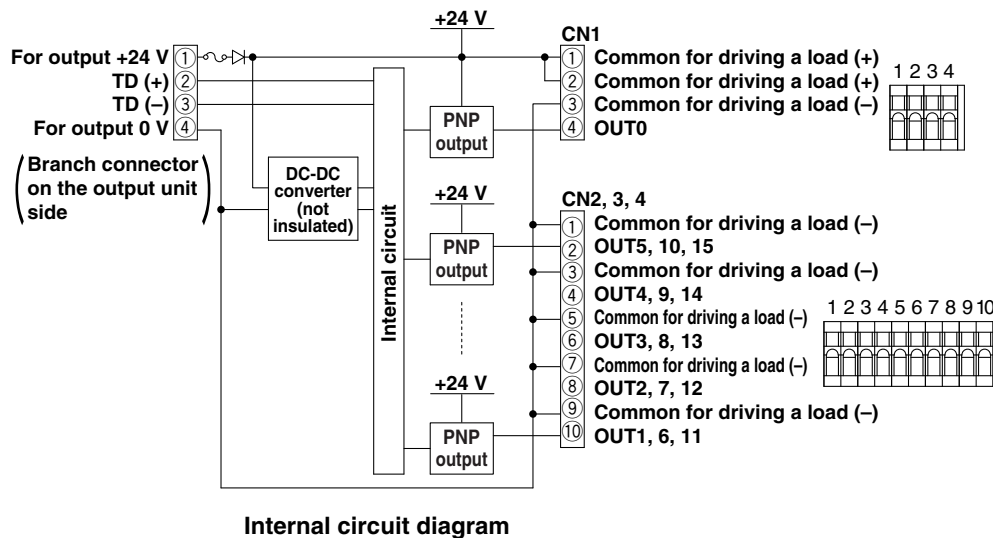 +24 V
For output +24 V ①
TD (+) ②
TD (–) ③
For output 0 V ④
(Branch connector
on the output unit
side)
DC-DC
converter
(not
insulated)
Internal circuit
PNP
output
+24 V
PNP
output
+24 V
PNP
output
CN1
① Common for driving a load (+)
② Common for driving a load (+)
③ Common for driving a load (–)
④ OUT0
1 2 3 4
CN2, 3, 4
① Common for driving a load (–)
② OUT5, 10, 15
③ Common for driving a load (–)
④ OUT4, 9, 14
⑤ Common for driving a load (–)
⑥ OUT3, 8, 13
⑦ Common for driving a load (–)
⑧ OUT2, 7, 12
⑨ Common for driving a load (–)
⑩ OUT1, 6, 11
1 2 3 4 5 6 7 8 9 10
Internal circuit diagram